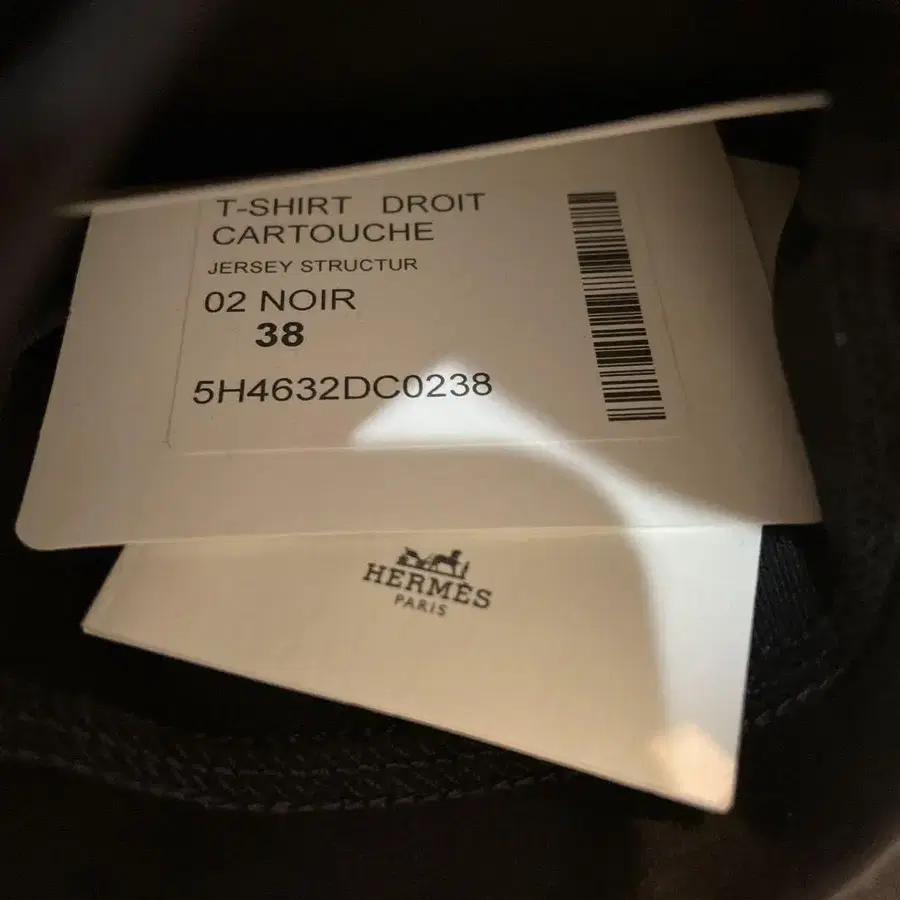 T-SHIRT DROIT
CARTOUCHE
JERSEY STRUCTUR
02 NOIR
38
5H4632DC0238
HERMÈS
PARIS